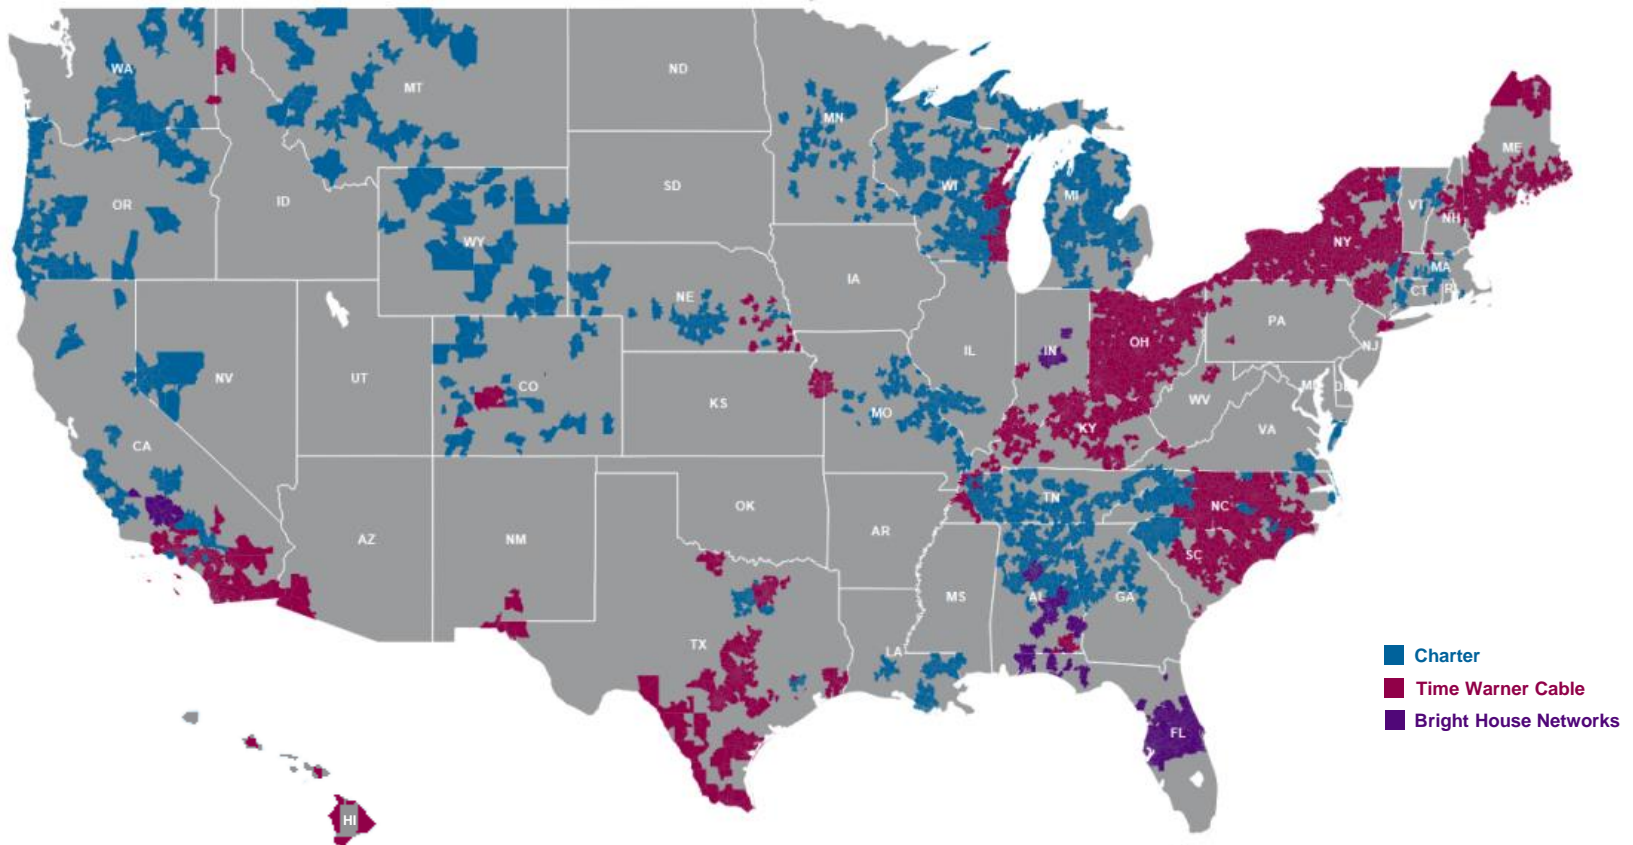 WA
MT
ND
MN
ME
OR
ID
SD
WI
MI
VT
NH
WY
NY
MA
CT
RI
NE
IA
PA
NV
UT
CO
IL
IN
OH
NJ
KS
MO
WV
MD
DE
CA
KY
VA
TN
OK
NC
AZ
NM
AR
SC
MS
AL
GA
TX
LA
FL
HI
Charter
Time Warner Cable
Bright House Networks